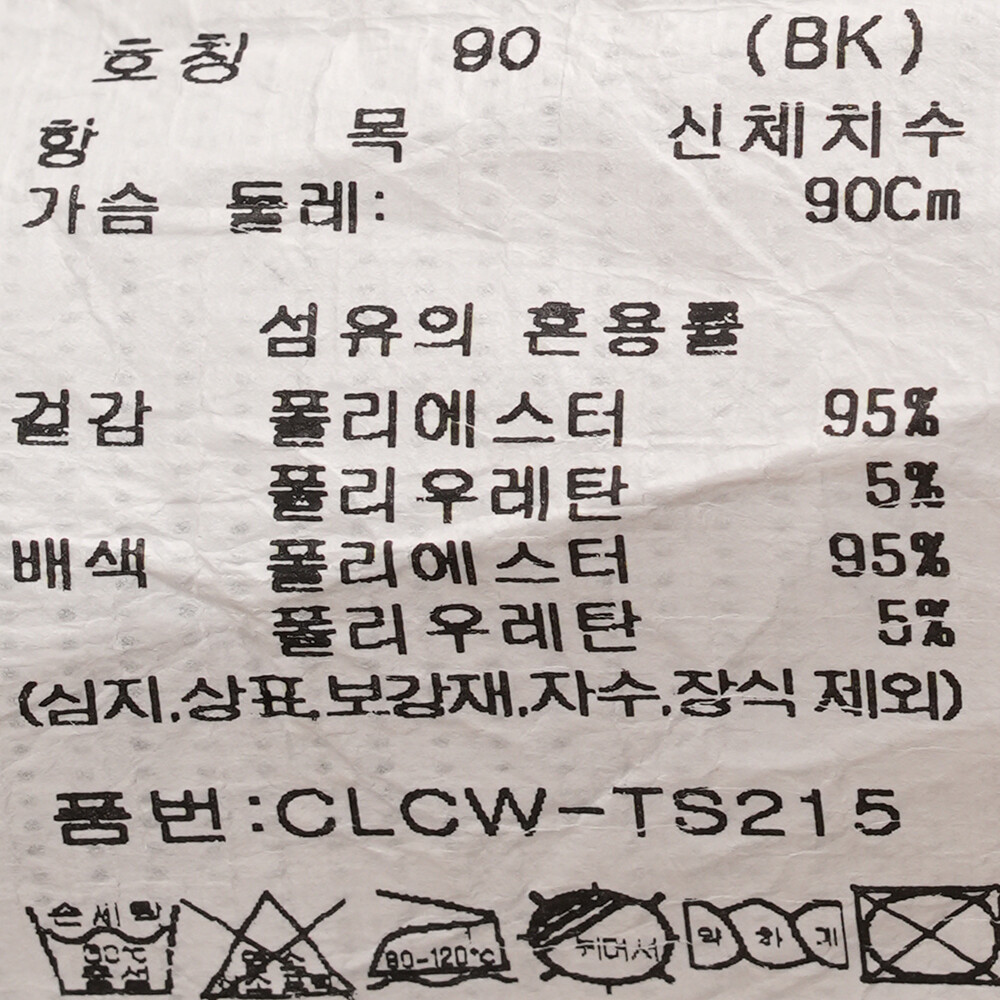 호칭 90 (BK)
항 목 신체치수
가슴 둘레: 90Cm
섬유의 혼용률
겉감 폴리에스터 95%
폴리우레탄 5%
배색 폴리에스터 95%
폴리우레탄 5%
(심지.상표.보강재.자수.장식 제외)
품번:CLCW-TS215
손세탁 80-120℃ 뉘어서 약하게